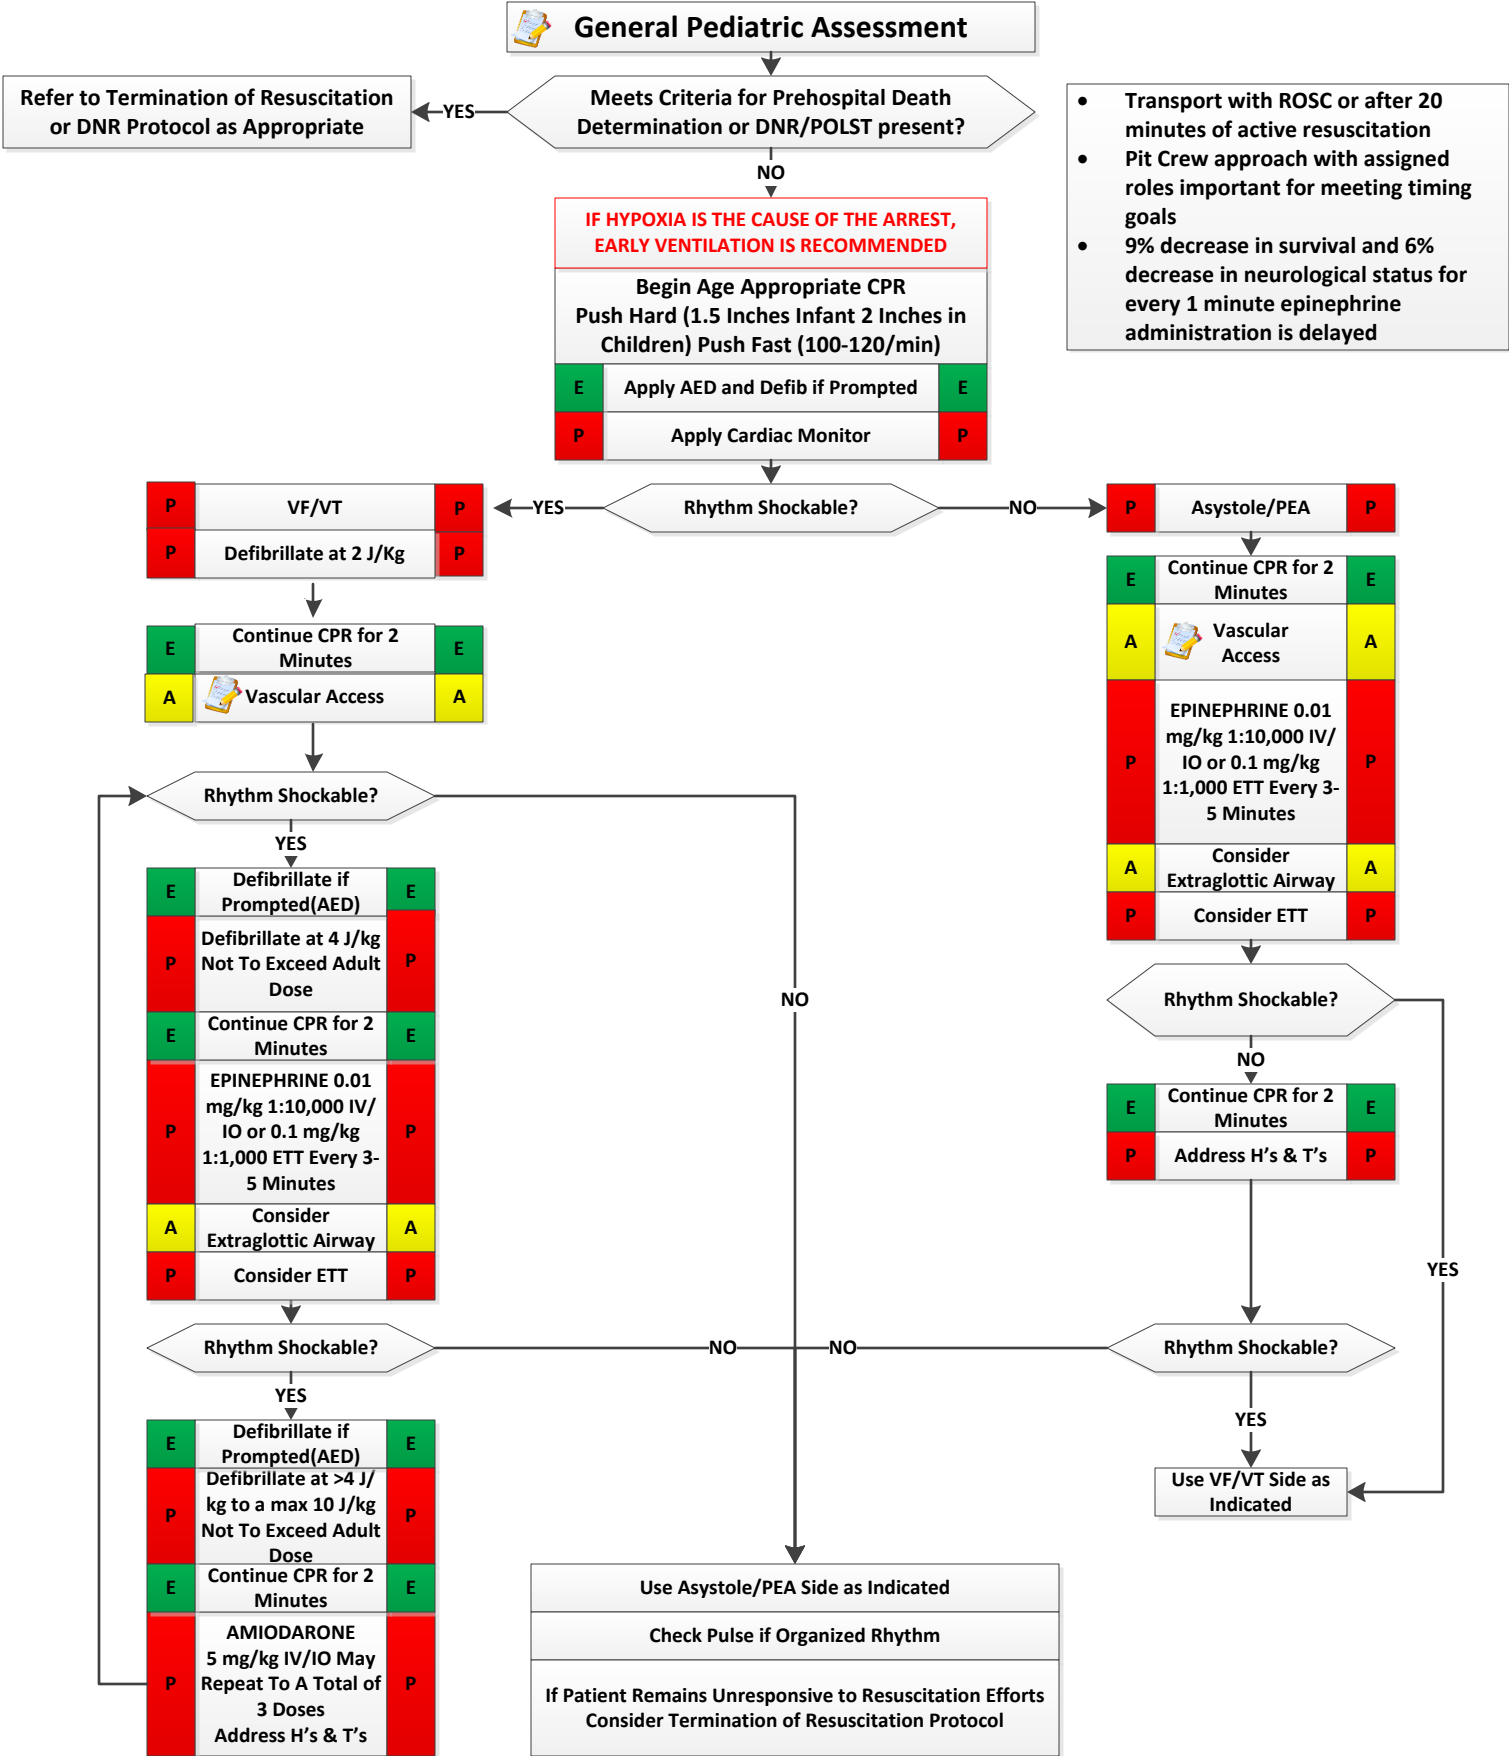 General Pediatric Assessment
Refer to Termination of Resuscitation
or DNR Protocol as Appropriate
YES
Meets Criteria for Prehospital Death
Determination or DNR/POLST present?
• Transport with ROSC or after 20
minutes of active resuscitation
• Pit Crew approach with assigned
roles important for meeting timing
goals
• 9% decrease in survival and 6%
decrease in neurological status for
every 1 minute epinephrine
administration is delayed
NO
IF HYPOXIA IS THE CAUSE OF THE ARREST,
EARLY VENTILATION IS RECOMMENDED
Begin Age Appropriate CPR
Push Hard (1.5 Inches Infant 2 Inches in
Children) Push Fast (100-120/min)
E Apply AED and Defib if Prompted E
P Apply Cardiac Monitor P
Rhythm Shockable?
YES
NO
P VF/VT P
P Defibrillate at 2 J/Kg P
E Continue CPR for 2 E
Minutes
A Vascular Access A
Rhythm Shockable?
YES
NO
E Defibrillate if E
Prompted(AED)
P Defibrillate at 4 J/kg P
Not To Exceed Adult
Dose
E Continue CPR for 2 E
Minutes
P EPINEPHRINE 0.01 P
mg/kg 1:10,000 IV/
IO or 0.1 mg/kg
1:1,000 ETT Every 3-
5 Minutes
A Consider A
Extraglottic Airway
P Consider ETT P
Rhythm Shockable?
NO
YES
E Defibrillate if E
Prompted(AED)
P Defibrillate at >4 J/ P
kg to a max 10 J/kg
Not To Exceed Adult
Dose
E Continue CPR for 2 E
Minutes
P AMIODARONE P
5 mg/kg IV/IO May
Repeat To A Total of
3 Doses
Address H's & T's
P Asystole/PEA P
E Continue CPR for 2 E
Minutes
A Vascular A
Access
P EPINEPHRINE 0.01 P
mg/kg 1:10,000 IV/
IO or 0.1 mg/kg
1:1,000 ETT Every 3-
5 Minutes
A Consider A
Extraglottic Airway
P Consider ETT P
Rhythm Shockable?
NO
YES
E Continue CPR for 2 E
Minutes
P Address H's & T's P
Rhythm Shockable?
NO
YES
Use VF/VT Side as
Indicated
Use Asystole/PEA Side as Indicated
Check Pulse if Organized Rhythm
If Patient Remains Unresponsive to Resuscitation Efforts
Consider Termination of Resuscitation Protocol